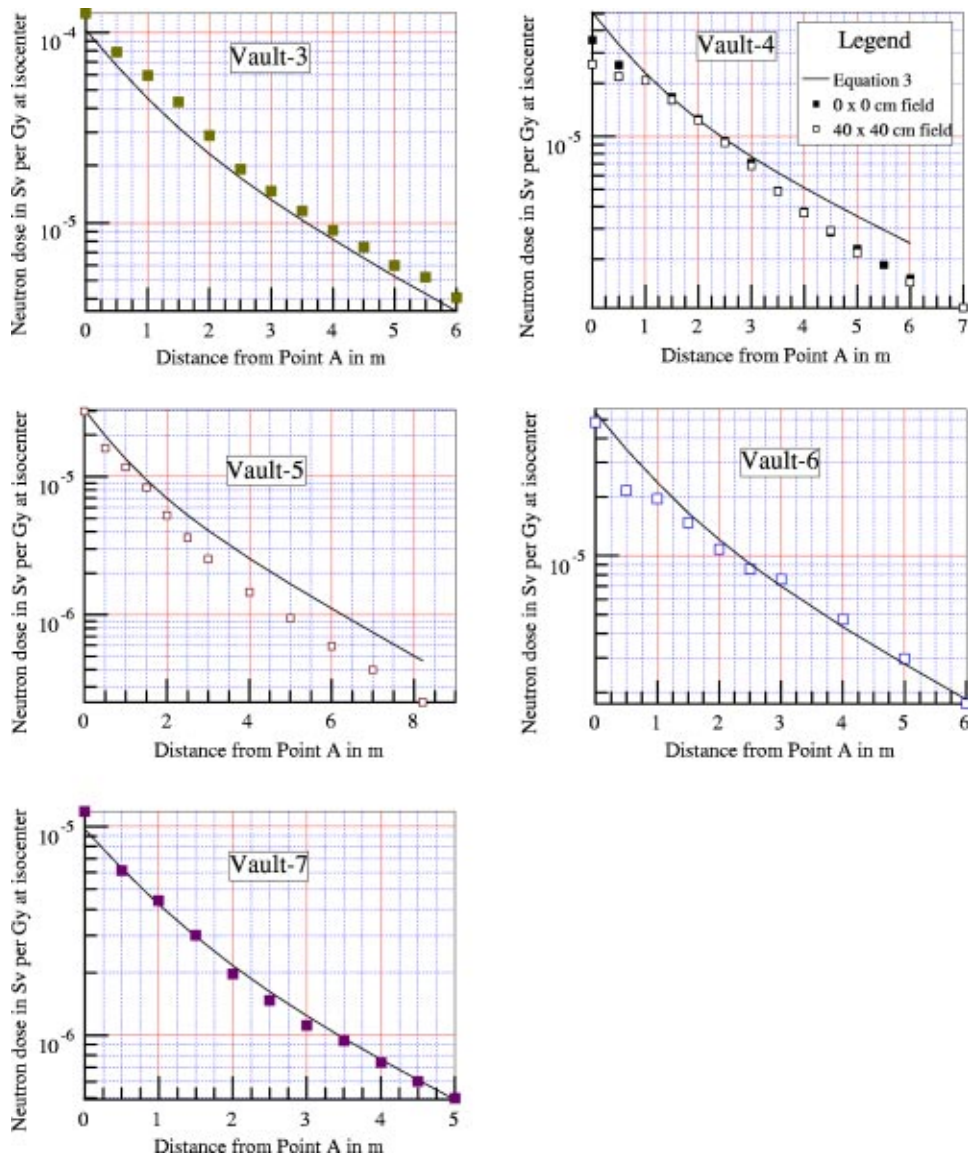 Neutron dose in Sv per Gy at isocenter
Vault-3
10-4
10-5
0 1 2 3 4 5 6
Distance from Point A in m
Neutron dose in Sv per Gy at isocenter
Vault-4
Legend
Equation 3
0 x 0 cm field
40 x 40 cm field
10-5
0 1 2 3 4 5 6 7
Distance from Point A in m
Neutron dose in Sv per Gy at isocenter
Vault-5
10-5
10-6
0 2 4 6 8
Distance from Point A in m
Neutron dose in Sv per Gy at isocenter
Vault-6
10-5
0 1 2 3 4 5 6
Distance from Point A in m
Neutron dose in Sv per Gy at isocenter
Vault-7
10-5
10-6
0 1 2 3 4 5
Distance from Point A in m